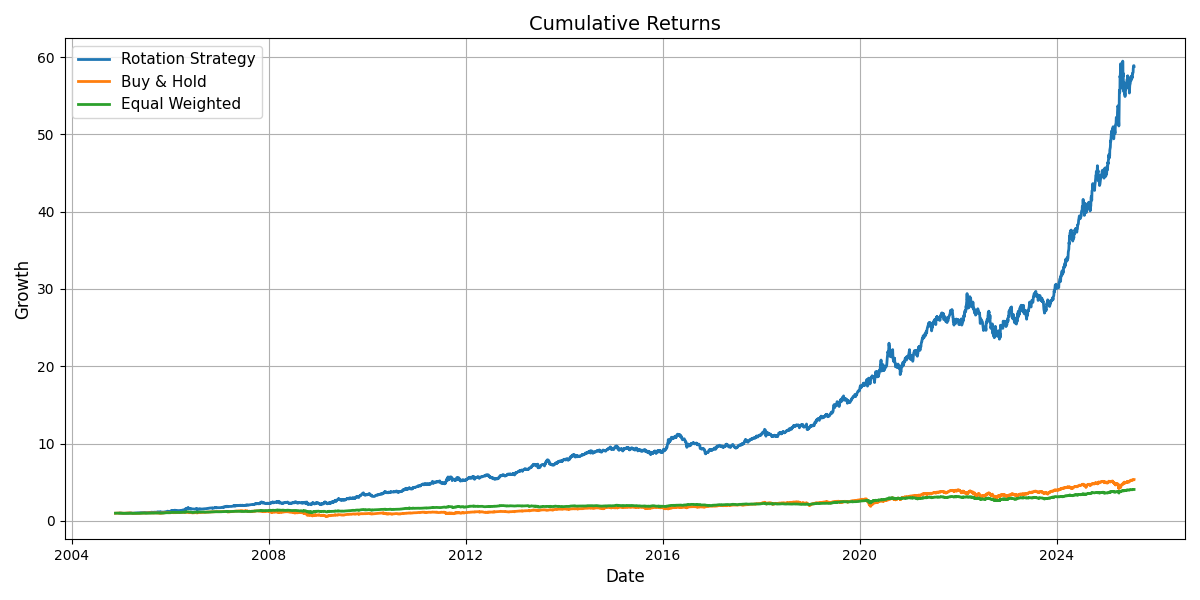 Cumulative Returns
Rotation Strategy
Buy & Hold
Equal Weighted
60
50
40
30
20
10
0
Growth
2004
2008
2012
2016
2020
2024
Date